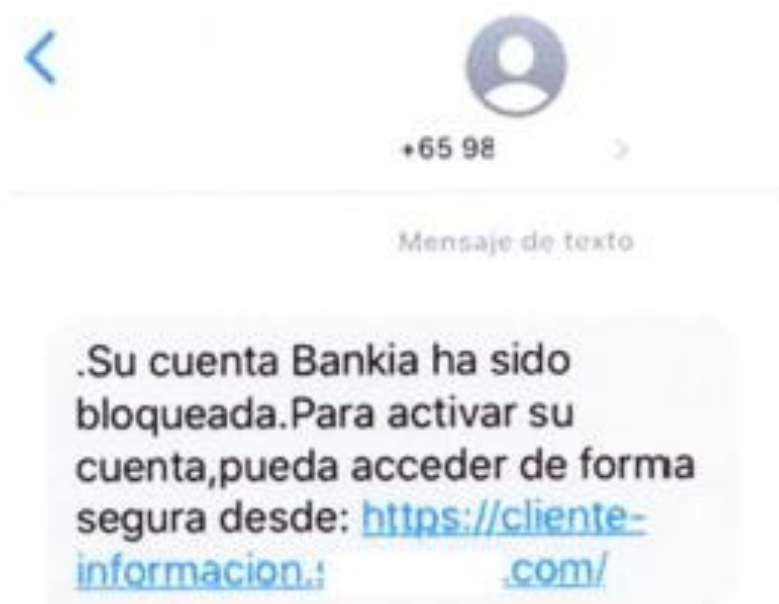 +65 98
Mensaje de texto
.Su cuenta Bankia ha sido
bloqueada.Para activar su
cuenta,pueda acceder de forma
segura desde: https://cliente-
informacion.: .com/